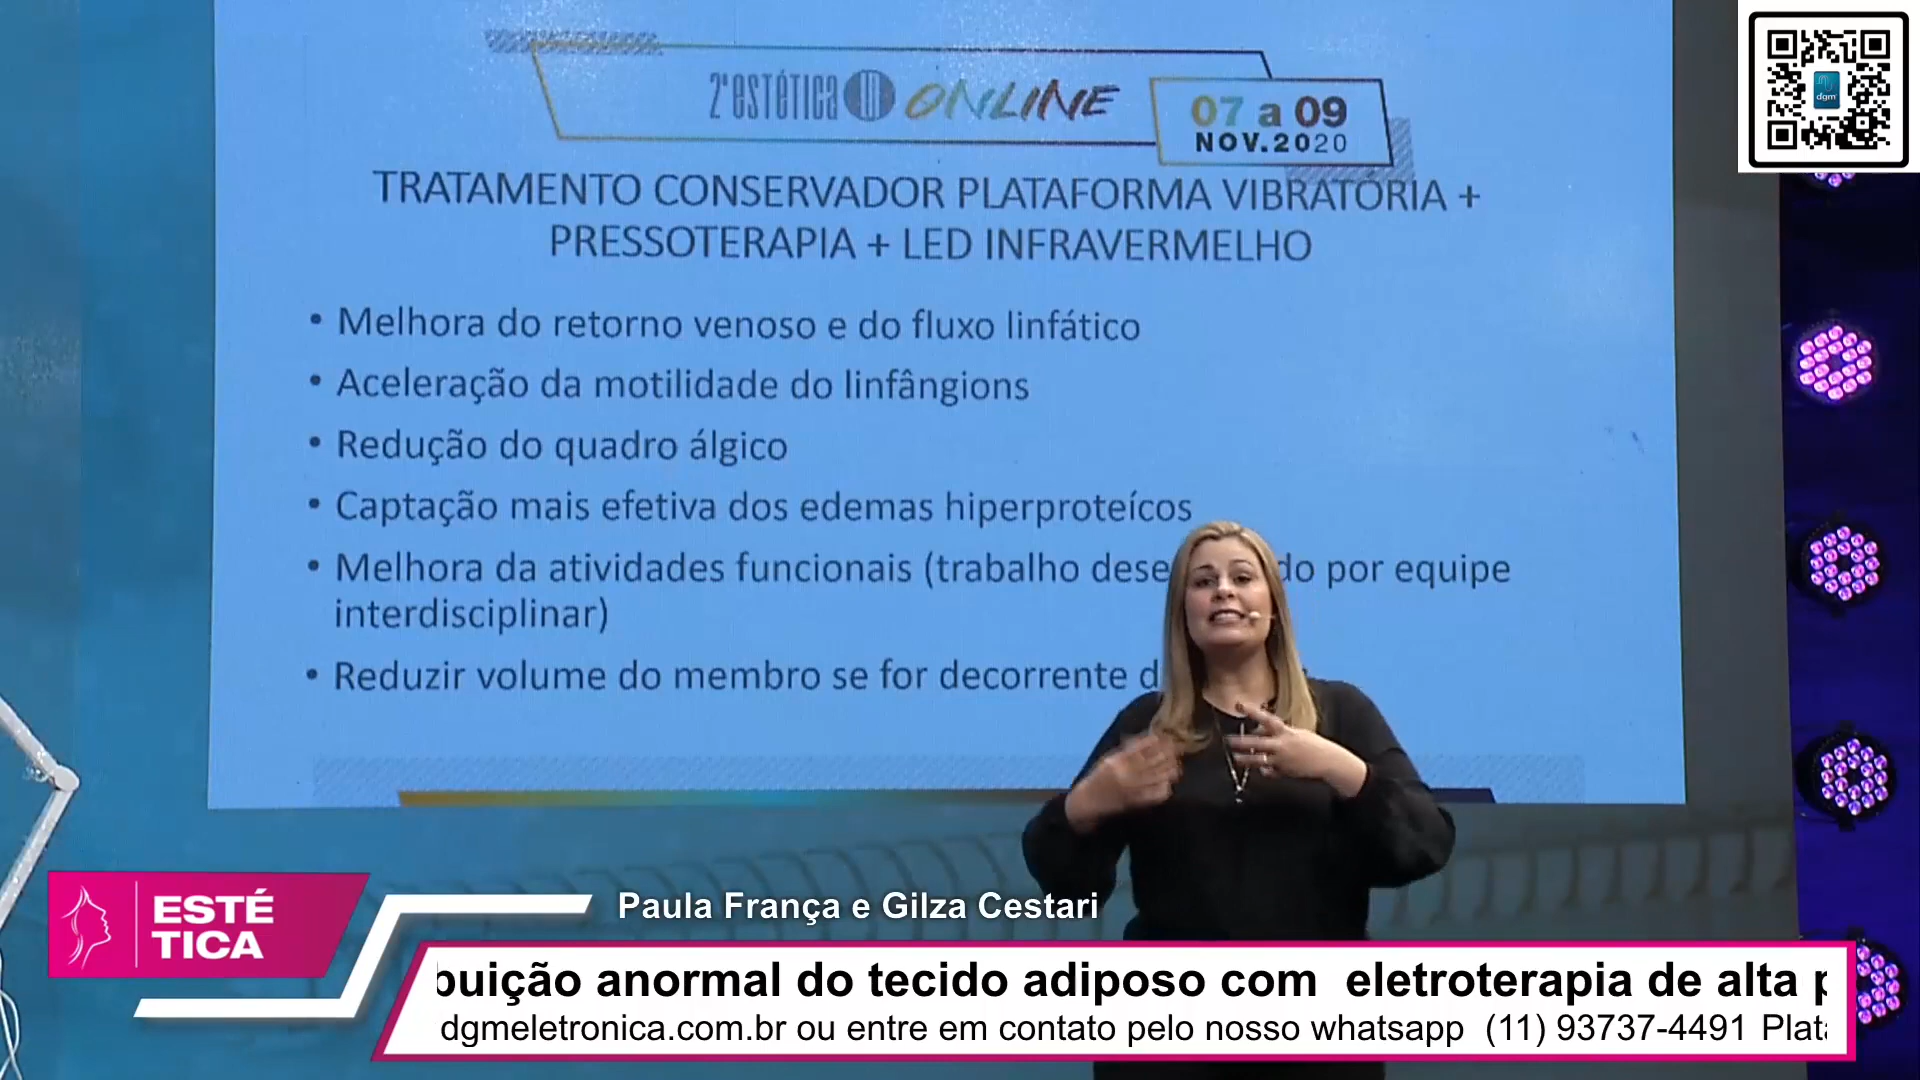 2ª estética in ONLINE
07 a 09
NOV.2020
dgm
TRATAMENTO CONSERVADOR PLATAFORMA VIBRATÓRIA +
PRESSOTERAPIA + LED INFRAVERMELHO
• Melhora do retorno venoso e do fluxo linfático
• Aceleração da motilidade do linfângions
• Redução do quadro álgico
• Captação mais efetiva dos edemas hiperproteícos
• Melhora da atividades funcionais (trabalho dese do por equipe
interdisciplinar)
• Reduzir volume do membro se for decorrente d
Paula França e Gilza Cestari
ESTÉ
TICA
buição anormal do tecido adiposo com eletroterapia de alta p
dgmeletronica.com.br ou entre em contato pelo nosso whatsapp (11) 93737-4491 Plata